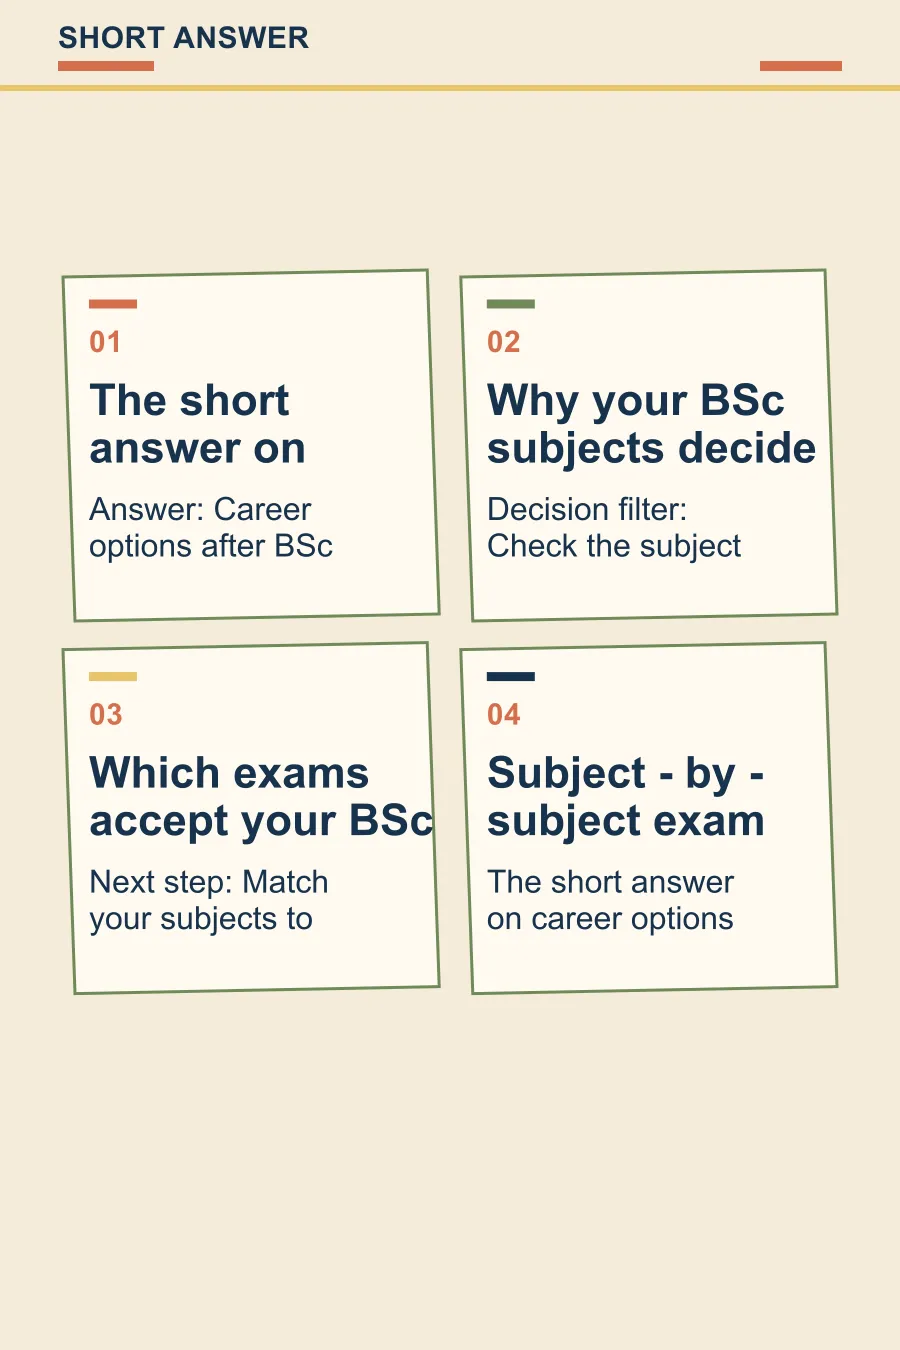 SHORT ANSWER
01
The short
answer on
Answer: Career
options after BSc
02
Why your BSc
subjects decide
Decision filter:
Check the subject
03
Which exams
accept your BSc
Next step: Match
your subjects to
04
Subject - by -
subject exam
The short answer
on career options